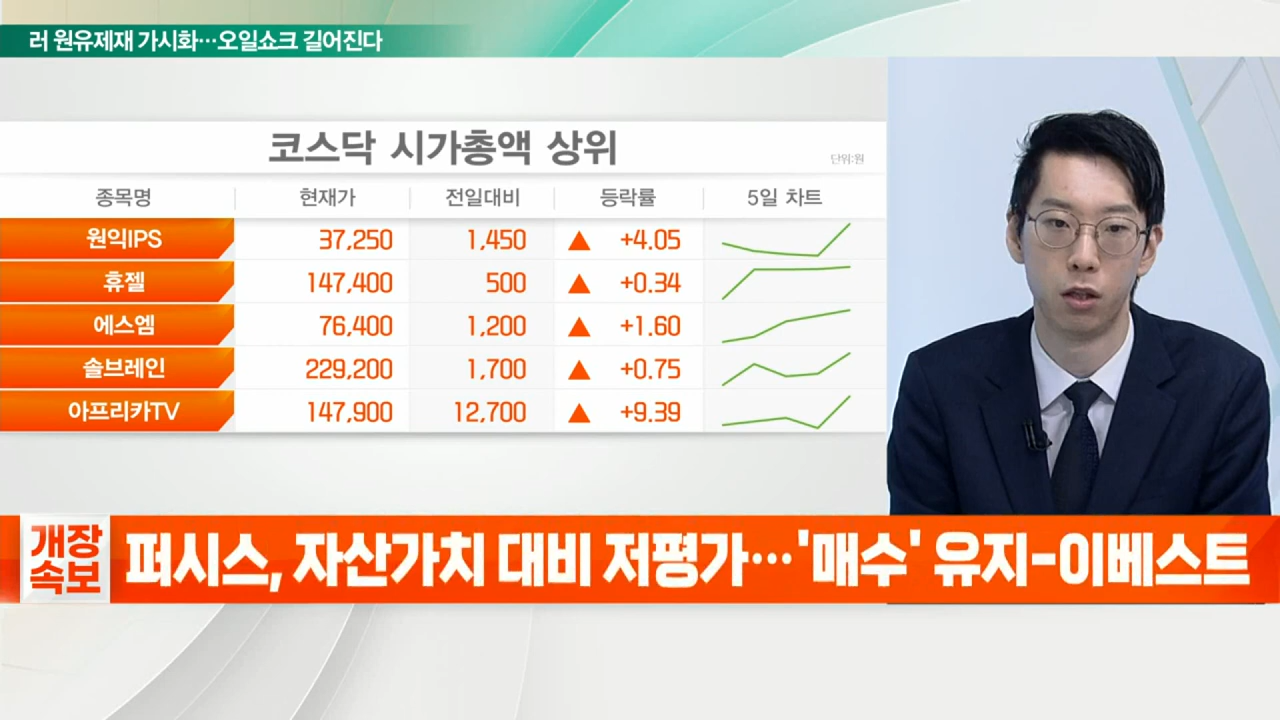 러 원유제재 가시화…오일쇼크 길어진다
코스닥 시가총액 상위
단위:원
종목명 현재가 전일대비 등락률 5일 차트
원익IPS 37,250 1,450 ▲ +4.05
휴젤 147,400 500 ▲ +0.34
에스엠 76,400 1,200 ▲ +1.60
솔브레인 229,200 1,700 ▲ +0.75
아프리카TV 147,900 12,700 ▲ +9.39
개장
속보
퍼시스, 자산가치 대비 저평가…'매수' 유지-이베스트